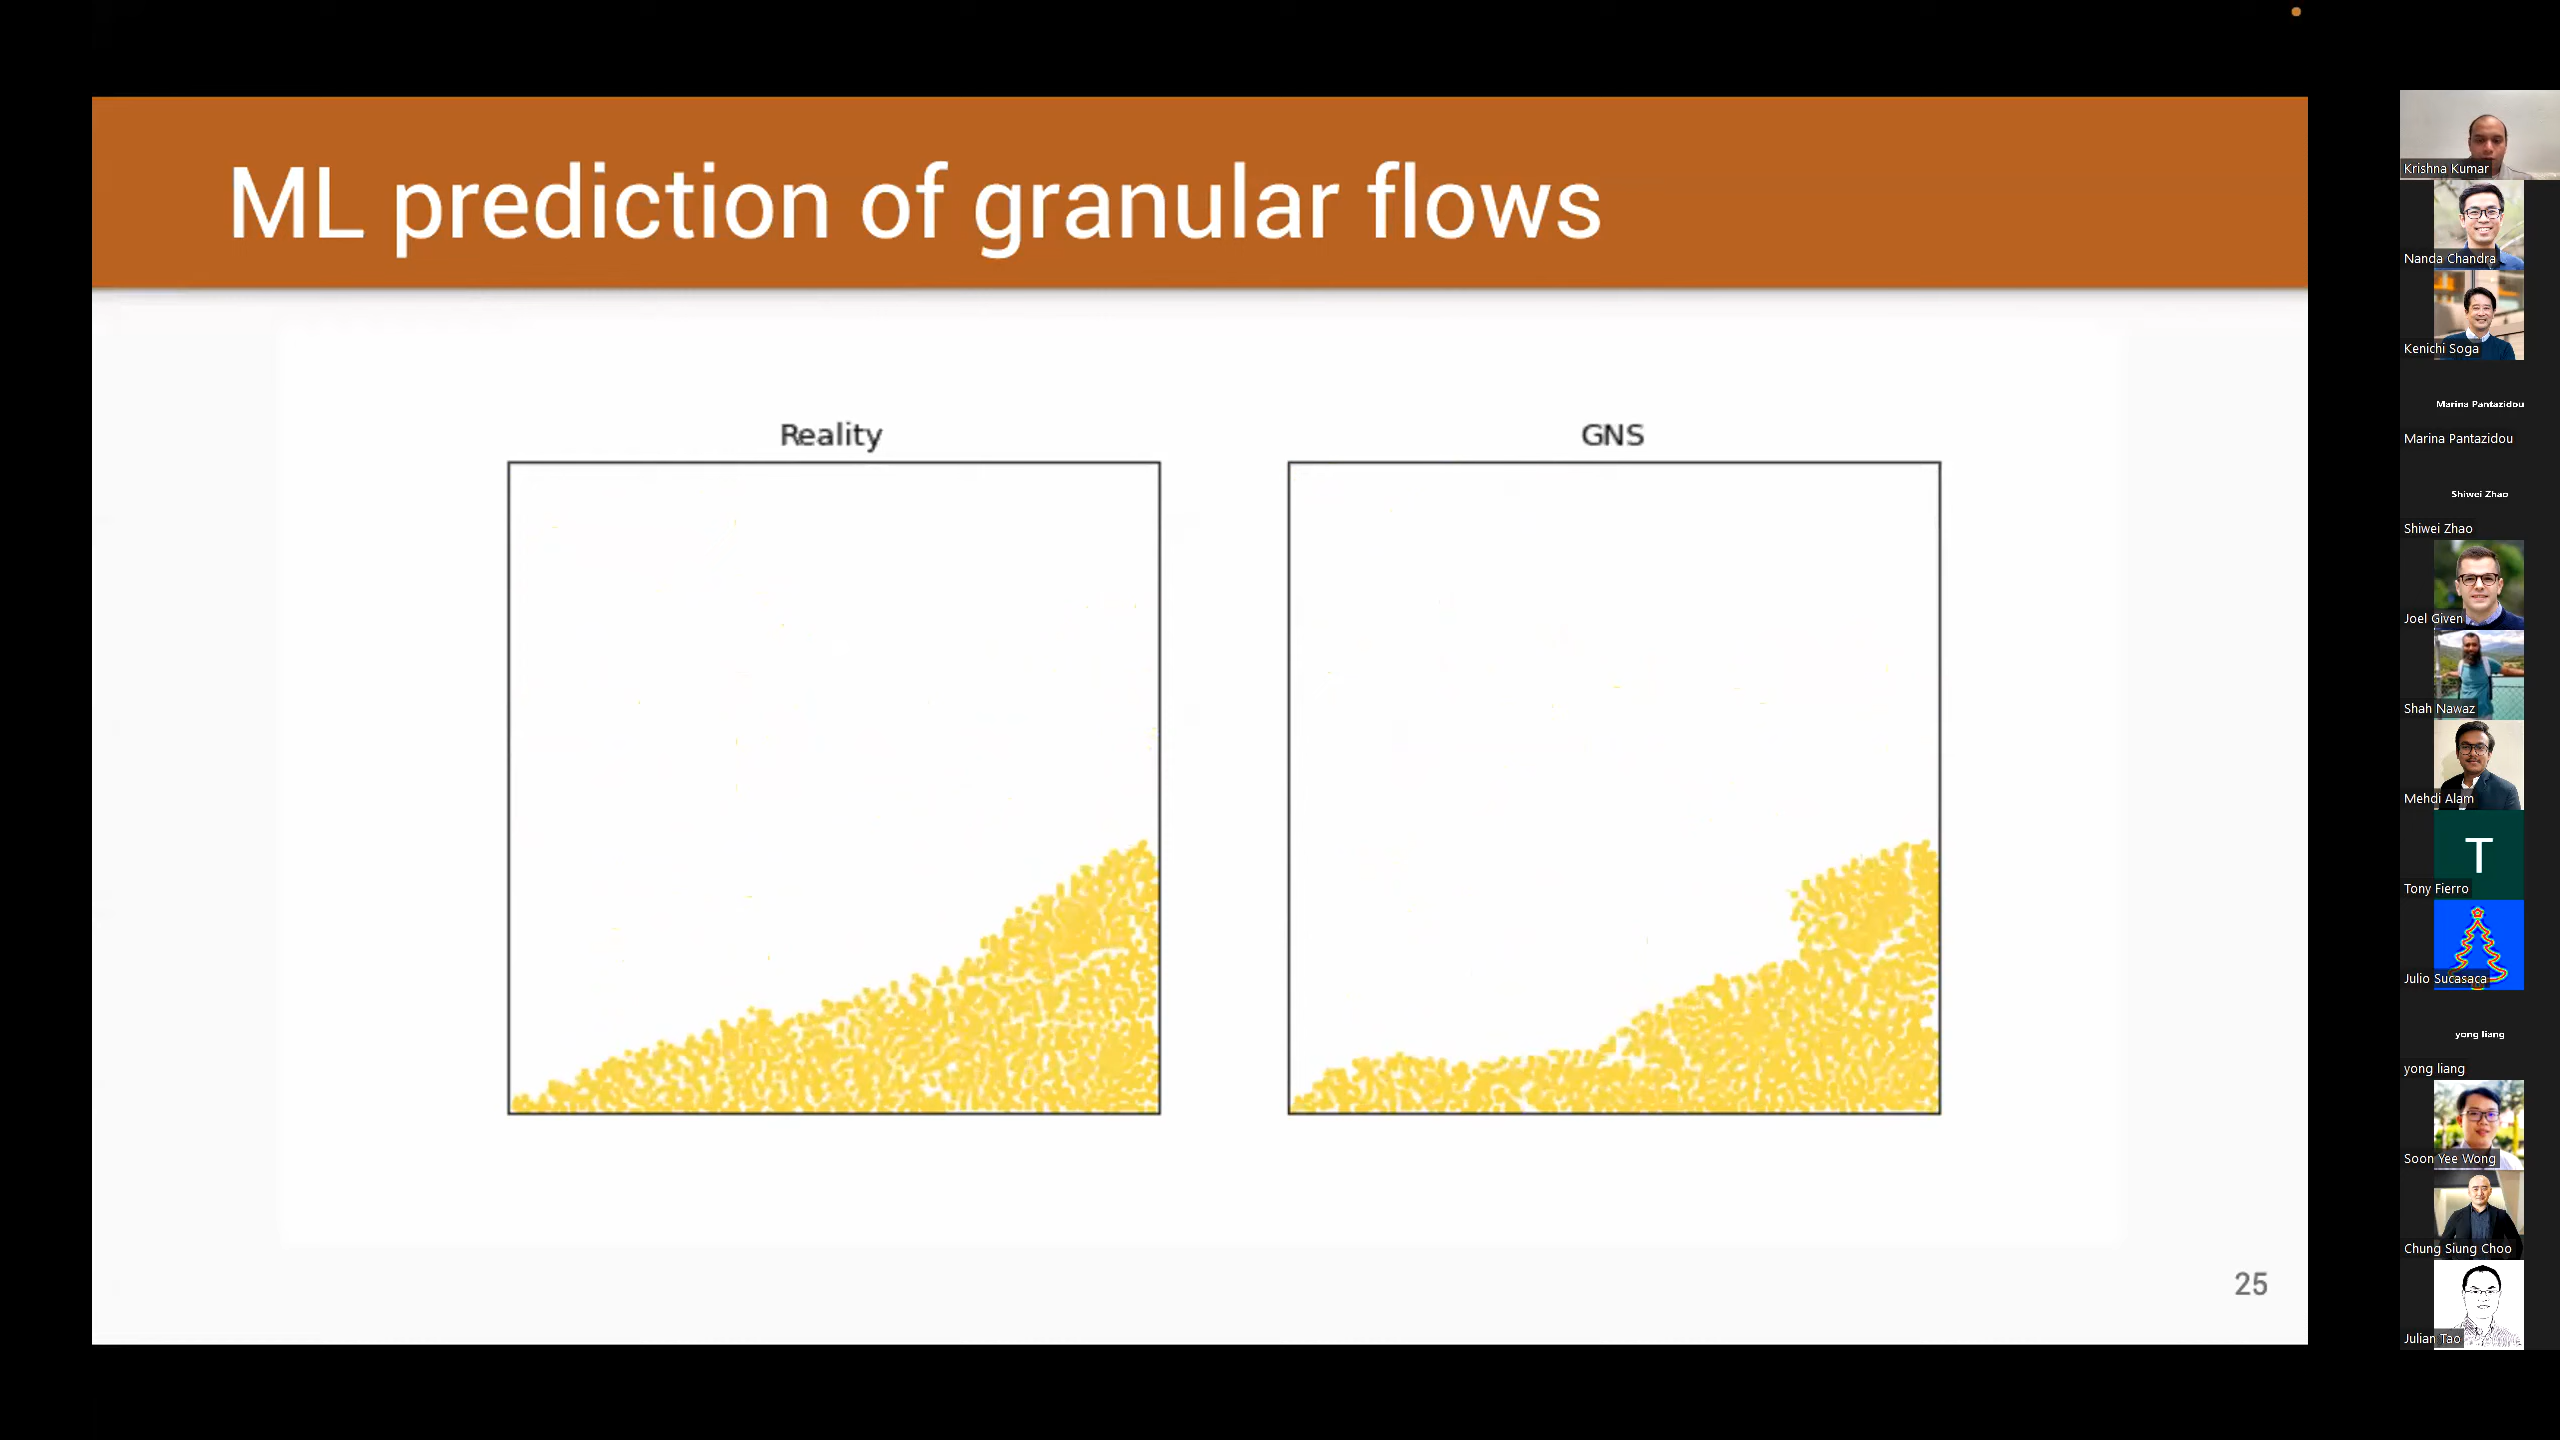 ML prediction of granular flows
Reality
GNS
25
Krishna Kumar
Nanda Chandra
Kenichi Soga
Marina Pantazidou
Marina Pantazidou
Shiwei Zhao
Shiwei Zhao
Joel Given
Shah Nawaz
Mehdi Alam
T
Tony Fierro
Julio Sucasaca
yong liang
yong liang
Soon Yee Wong
Chung Siung Choo
Julian Tao